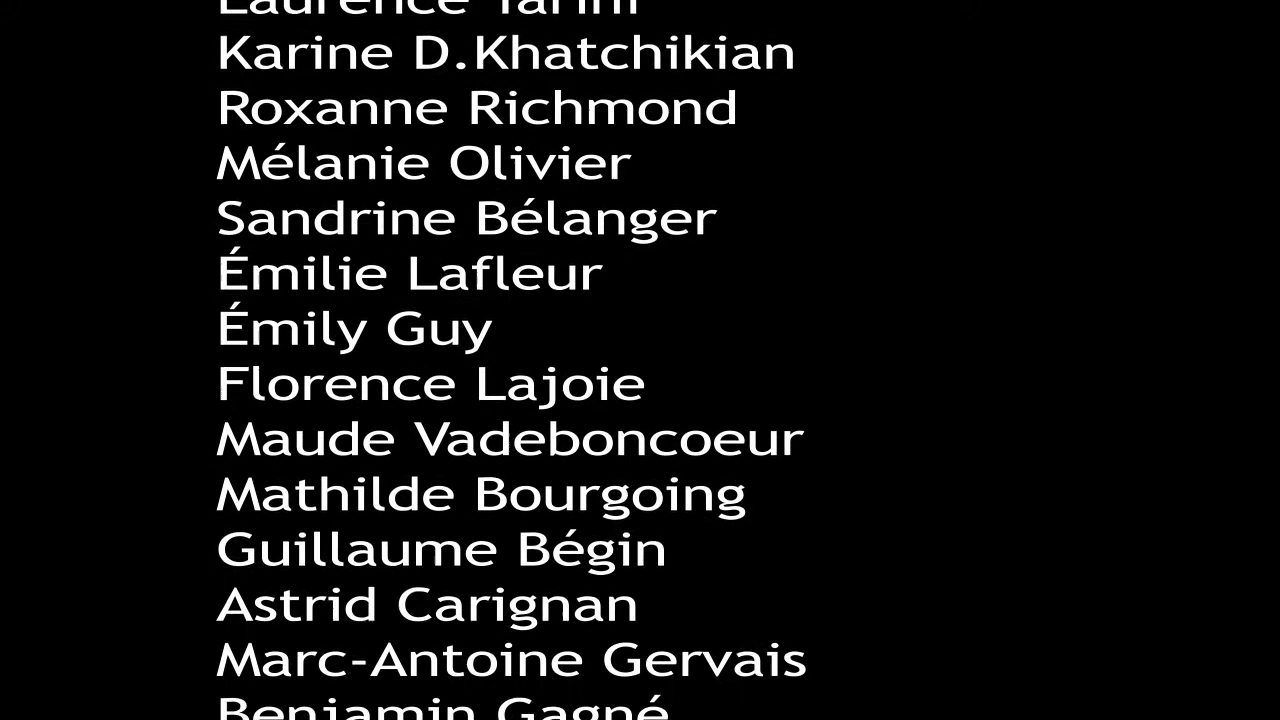 Laurence Tarini
Karine D.Khatchikian
Roxanne Richmond
Mélanie Olivier
Sandrine Bélanger
Émilie Lafleur
Émily Guy
Florence Lajoie
Maude Vadeboncoeur
Mathilde Bourgoing
Guillaume Bégin
Astrid Carignan
Marc-Antoine Gervais
Benjamin Gagné